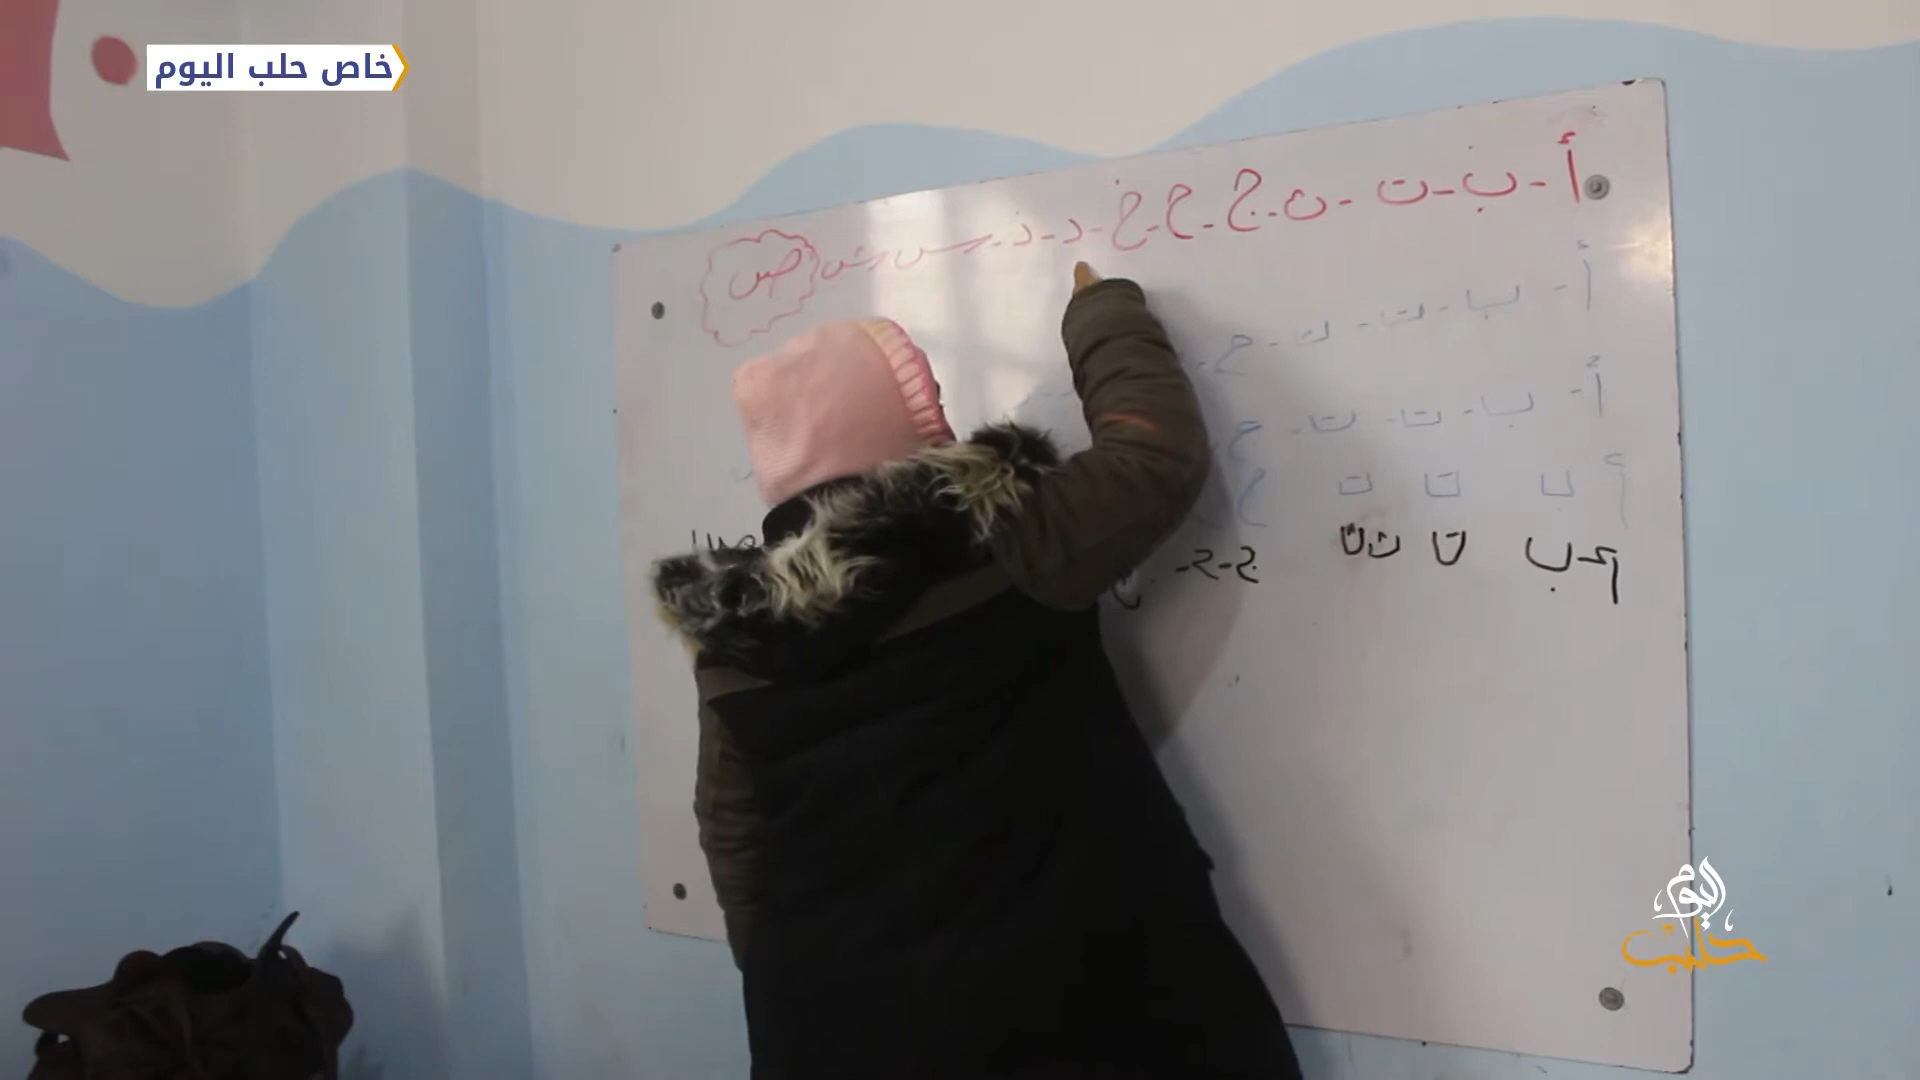 خاص حلب اليوم
أ - ب - ت - ث - ج - ح - خ - د - ذ - ر س ش ص
أ - ب - ت - ث - ج -
أ - ب - ت - ث - ج
أ ب ت ث ج
أ - ب ت ث ج - ح -
حلب اليوم